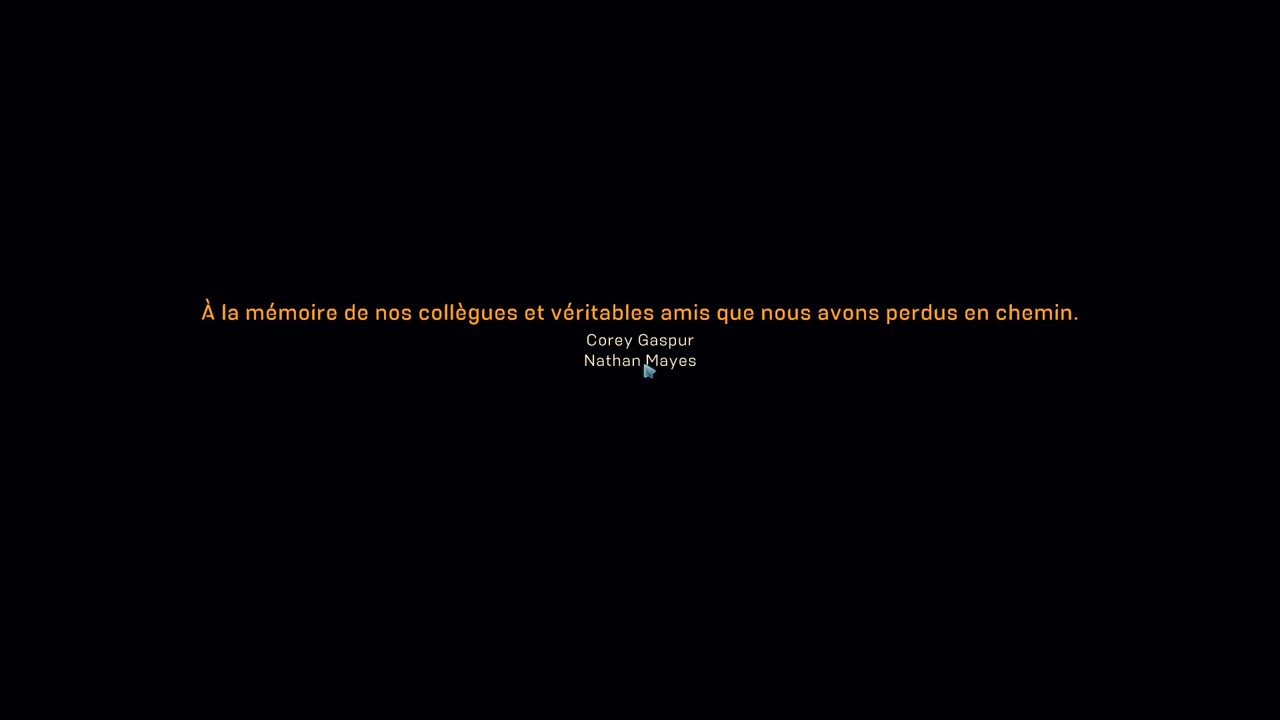 À la mémoire de nos collègues et véritables amis que nous avons perdus en chemin.
Corey Gaspur
Nathan Mayes